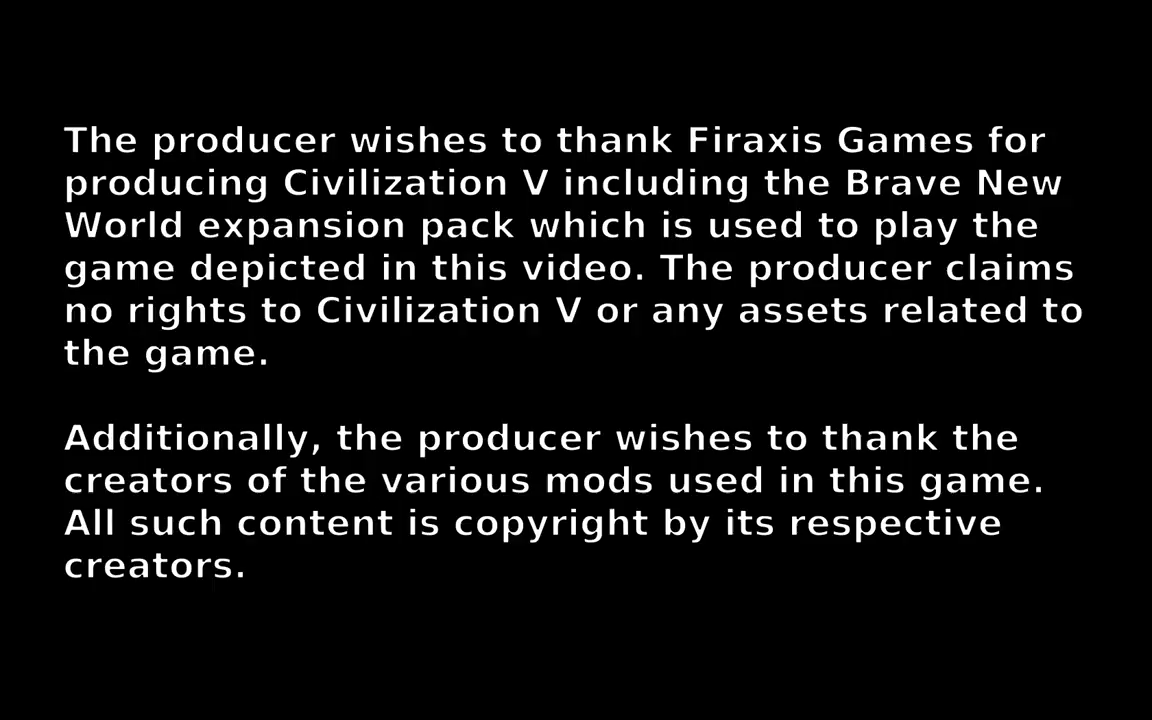 The producer wishes to thank Firaxis Games for
producing Civilization V including the Brave New
World expansion pack which is used to play the
game depicted in this video. The producer claims
no rights to Civilization V or any assets related to
the game.
Additionally, the producer wishes to thank the
creators of the various mods used in this game.
All such content is copyright by its respective
creators.